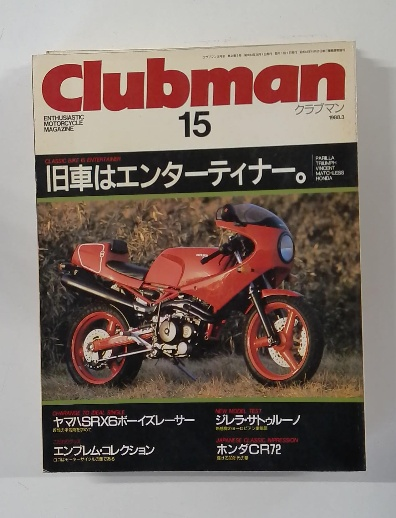 Clubman
クラブマン
ENTHUSIASTIC
MOTORCYCLE
MAGAZINE
15
1988.3
CLASSIC BIKE IS ENTERTAINER
旧車はエンターティナー。
PARILLA
TRIUMPH
VINCENT
MATCHLESS
HONDA
ヤマハSRX6ボーイズレーサー
エンブレム・コレクション
NEW MODEL TEST
ジレラ・サトゥルーノ
JAPANESE CLASSIC IMPRESSION
ホンダCR72